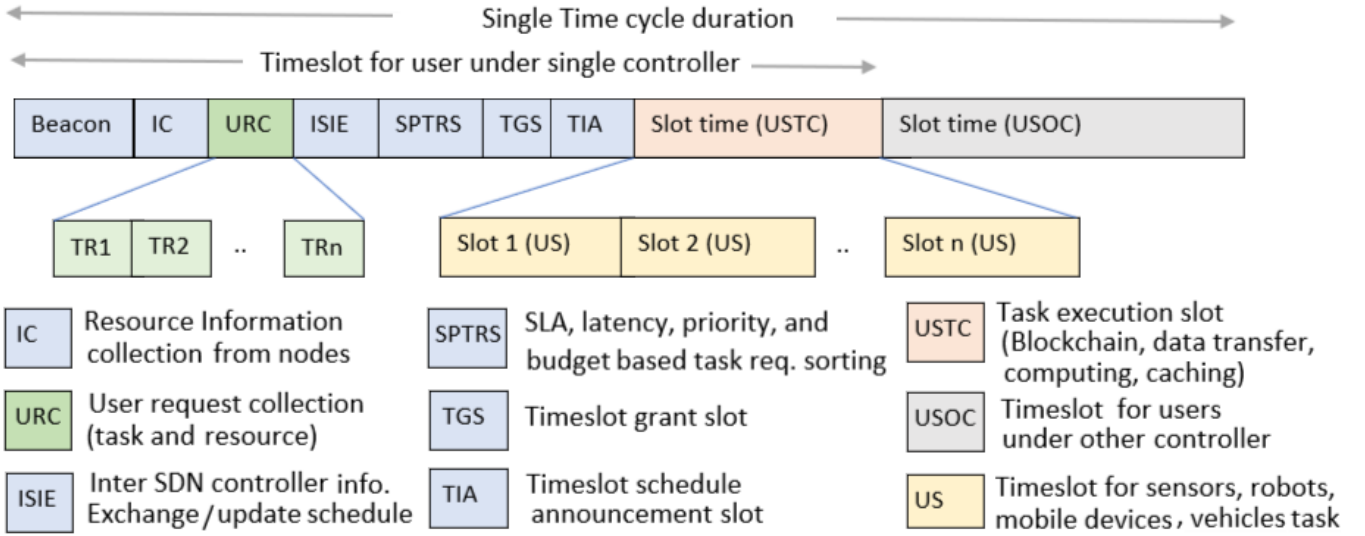 Single Time cycle duration
Timeslot for user under single controller
Beacon IC URC ISIE SPTRS TGS TIA Slot time (USTC) Slot time (USOC)
TR1 TR2 .. TRn Slot 1 (US) Slot 2 (US) .. Slot n (US)
IC Resource Information
collection from nodes
SPTRS SLA, latency, priority, and
budget based task req. sorting
USTC Task execution slot
(Blockchain, data transfer,
computing, caching)
URC User request collection
(task and resource)
TGS Timeslot grant slot
USOC Timeslot for users
under other controller
ISIE Inter SDN controller info.
Exchange/update schedule
TIA Timeslot schedule
announcement slot
US Timeslot for sensors, robots,
mobile devices, vehicles task